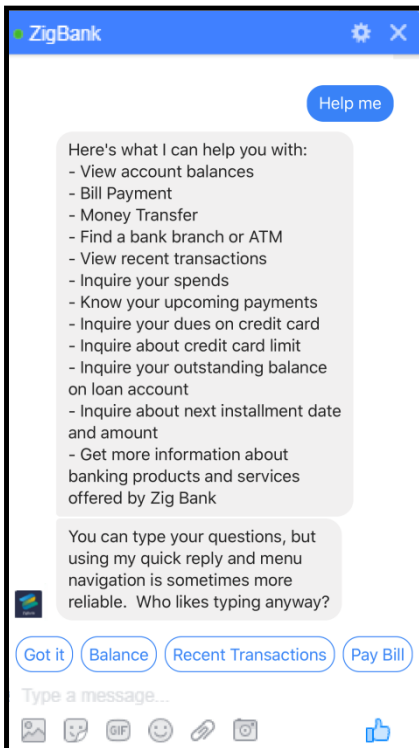 ZigBank
Help me
Here's what I can help you with:
- View account balances
- Bill Payment
- Money Transfer
- Find a bank branch or ATM
- View recent transactions
- Inquire your spends
- Know your upcoming payments
- Inquire your dues on credit card
- Inquire about credit card limit
- Inquire your outstanding balance
on loan account
- Inquire about next installment date
and amount
- Get more information about
banking products and services
offered by Zig Bank
You can type your questions, but
using my quick reply and menu
navigation is sometimes more
reliable.  Who likes typing anyway?
Got it
Balance
Recent Transactions
Pay Bill
Type a message...
GIF